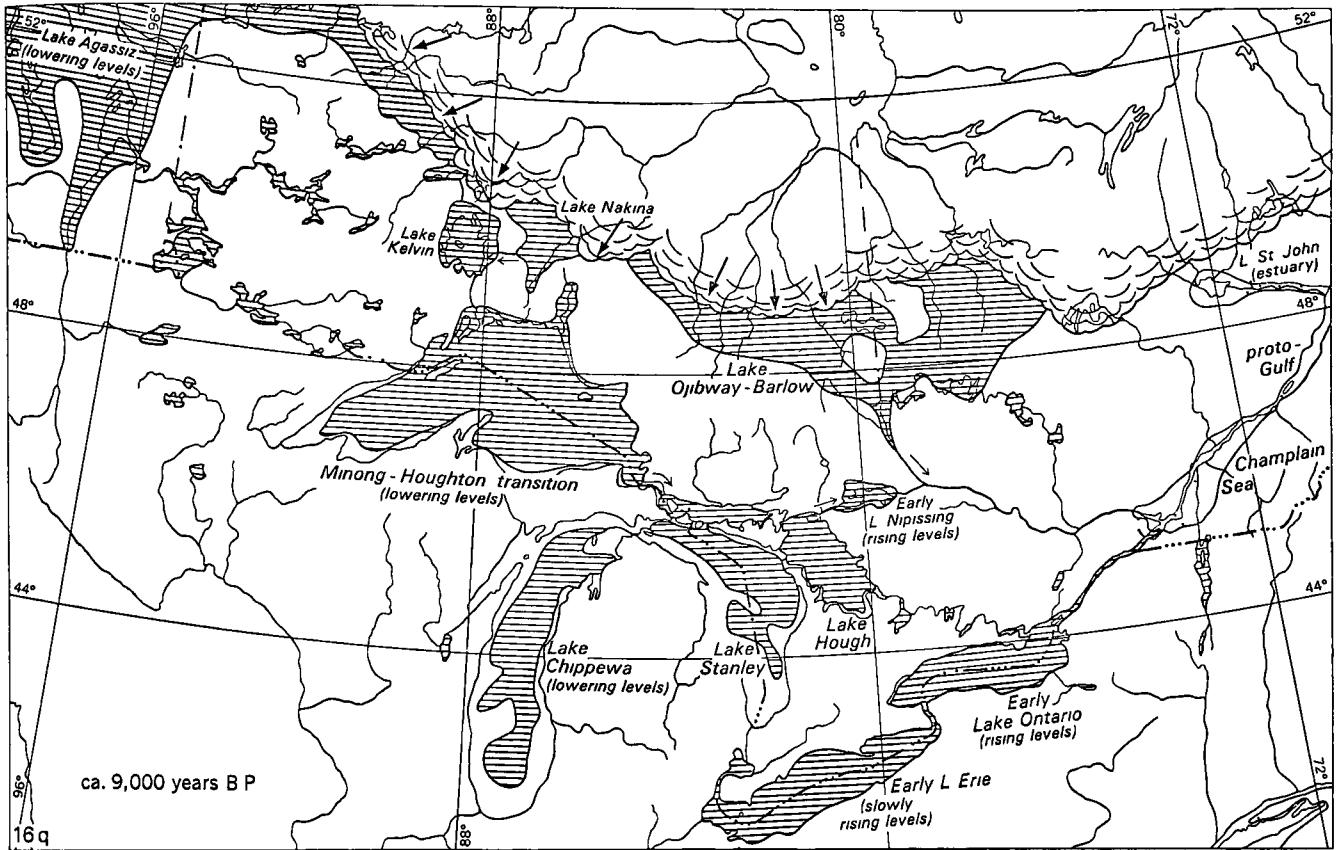 52°
96°
88°
80°
72°
52°
Lake Agassiz
(lowering levels)
Lake Nakina
Lake
Kelvin
L St John
(estuary)
48°
48°
proto-
Gulf
Lake
Ojibway-Barlow
Champlain
Sea
Minong-Houghton transition
(lowering levels)
Early
L Nipissing
(rising levels)
44°
44°
Lake
Hough
Lake
Stanley
Lake
Chippewa
(lowering levels)
Early
Lake Ontario
(rising levels)
Early L Erie
(slowly
rising levels)
ca. 9,000 years B P
96°
88°
72°
16q